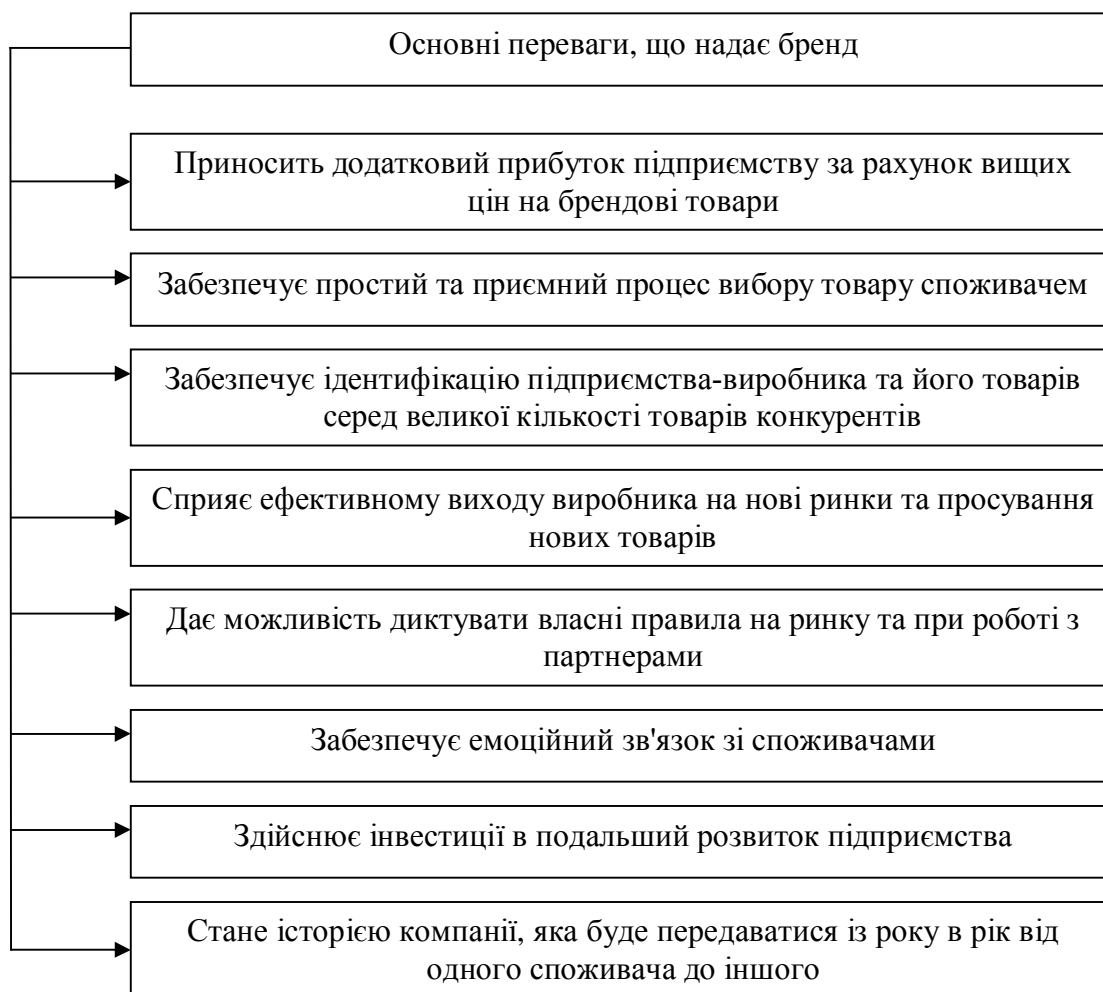 Основні переваги, що надає бренд
Приносить додатковий прибуток підприємству за рахунок вищих
цін на брендові товари
Забезпечує простий та приємний процес вибору товару споживачем
Забезпечує ідентифікацію підприємства-виробника та його товарів
серед великої кількості товарів конкурентів
Сприяє ефективному виходу виробника на нові ринки та просування
нових товарів
Дає можливість диктувати власні правила на ринку та при роботі з
партнерами
Забезпечує емоційний зв'язок зі споживачами
Здійснює інвестиції в подальший розвиток підприємства
Стане історією компанії, яка буде передаватися із року в рік від
одного споживача до іншого